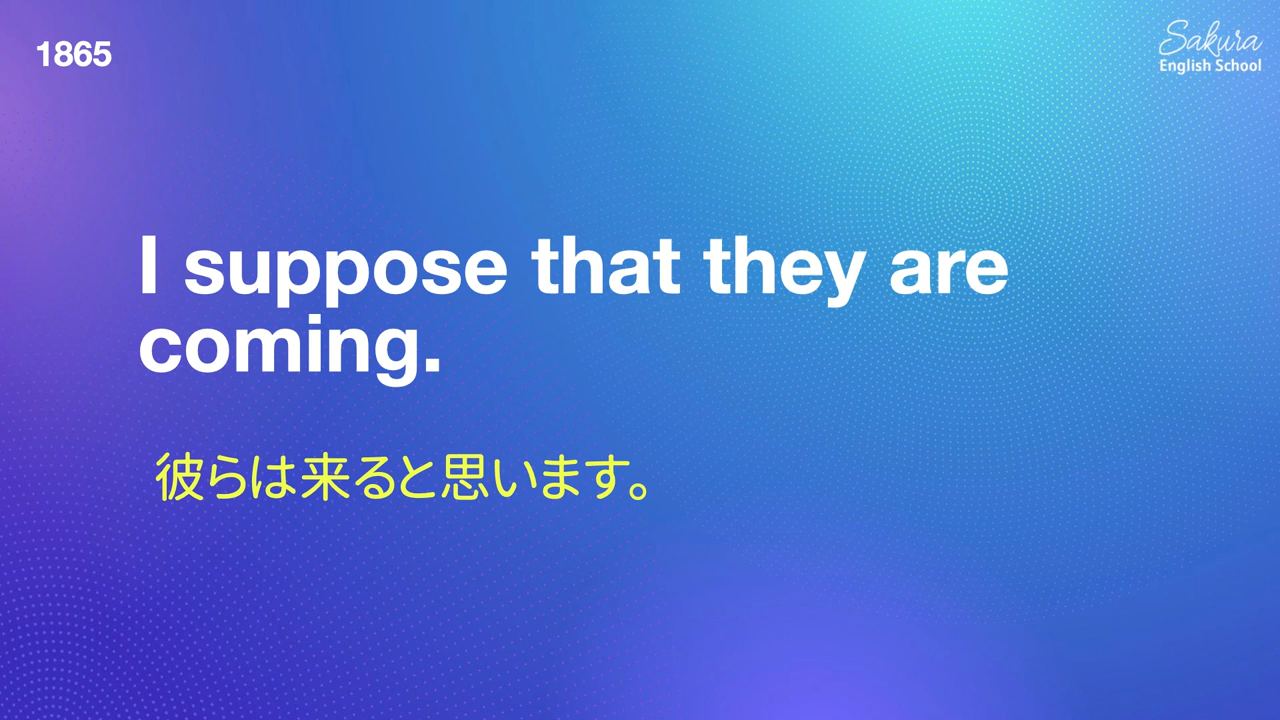 1865
Sakura
English School
I suppose that they are
coming.
彼らは来ると思います。